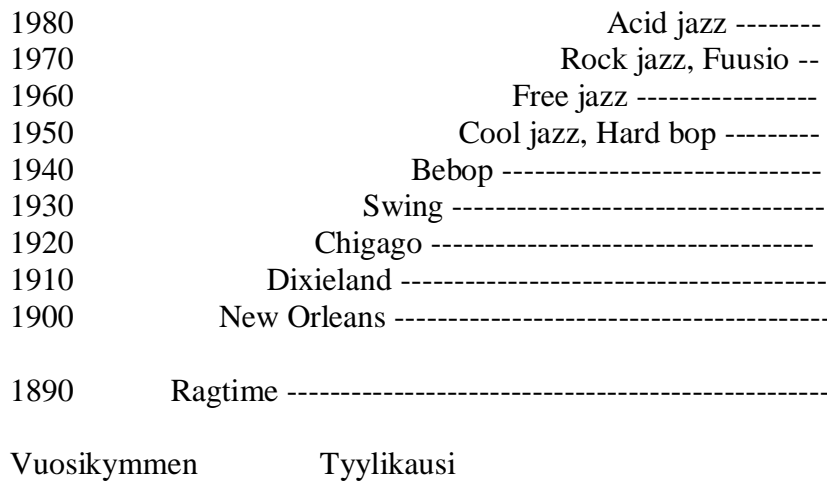 1980 Acid jazz --------
1970 Rock jazz, Fuusio --
1960 Free jazz -----------------
1950 Cool jazz, Hard bop ---------
1940 Bebop ------------------------------
1930 Swing -----------------------------------
1920 Chigago ------------------------------------
1910 Dixieland ----------------------------------------
1900 New Orleans -----------------------------------------
1890 Ragtime ---------------------------------------------------
Vuosikymmen Tyylikausi